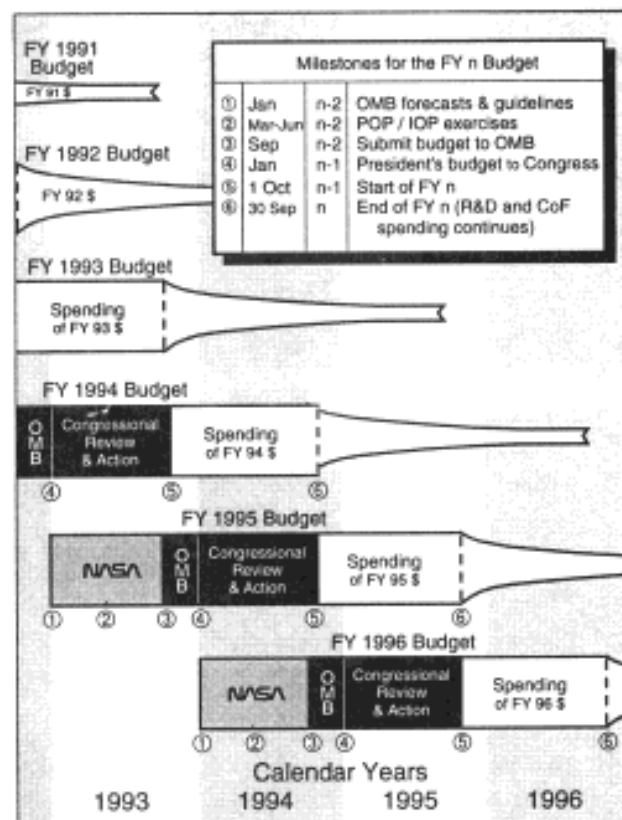 FY 1991
Budget
FY 91 $
Milestones for the FY n Budget
① Jan n-2 OMB forecasts & guidelines
② Mar-Jun n-2 POP / IOP exercises
③ Sep n-2 Submit budget to OMB
④ Jan n-1 President's budget to Congress
⑤ 1 Oct n-1 Start of FY n
⑥ 30 Sep n End of FY n (R&D and CoF
spending continues)
FY 1992 Budget
FY 92 $
FY 1993 Budget
Spending
of FY 93 $
FY 1994 Budget
OMB
Congressional
Review
& Action
Spending
of FY 94 $
④ ⑤ ⑥
FY 1995 Budget
NASA
OMB
Congressional
Review
& Action
Spending
of FY 95 $
① ② ③ ④ ⑤ ⑥
FY 1996 Budget
NASA
OMB
Congressional
Review
& Action
Spending
of FY 96 $
① ② ③ ④ ⑤ ⑥
Calendar Years
1993 1994 1995 1996